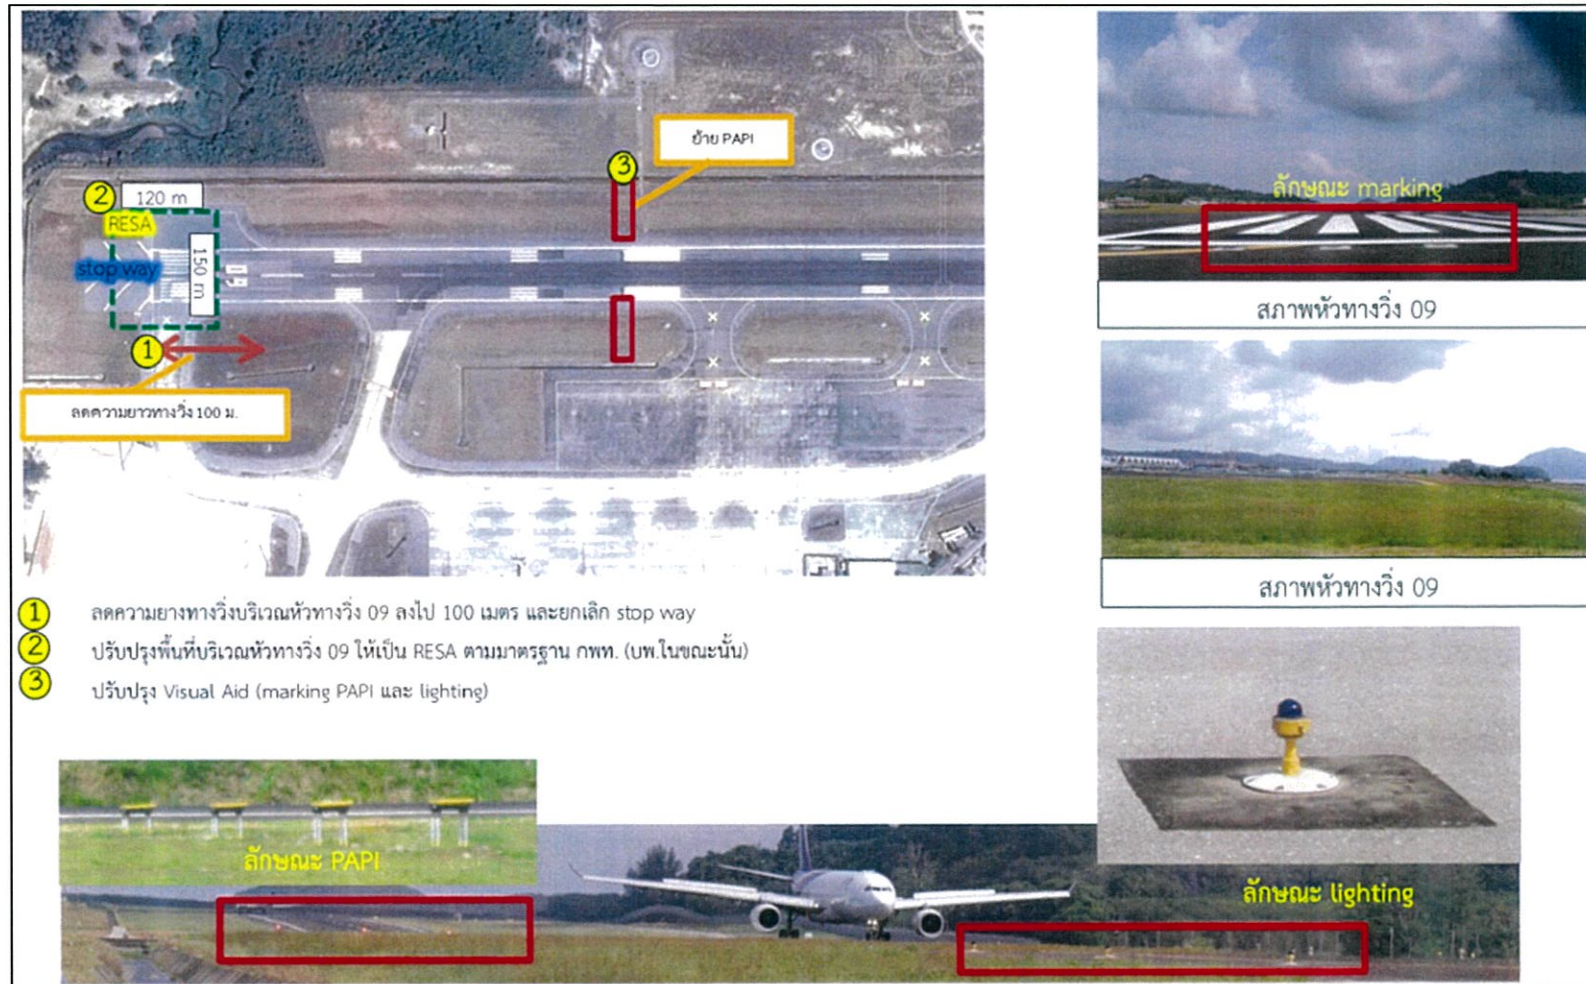 ย้าย PAPI
3
2
120 m
RESA
stop way
150 m
1
ลดความยาวทางวิ่ง 100 ม.
ลักษณะ marking
สภาพหัวทางวิ่ง 09
สภาพหัวทางวิ่ง 09
1 ลดความยางทางวิ่งบริเวณหัวทางวิ่ง 09 ลงไป 100 เมตร และยกเลิก stop way
2 ปรับปรุงพื้นที่บริเวณหัวทางวิ่ง 09 ให้เป็น RESA ตามมาตรฐาน กพท. (บพ.ในขณะนั้น)
3 ปรับปรุง Visual Aid (marking PAPI และ lighting)
ลักษณะ PAPI
ลักษณะ lighting